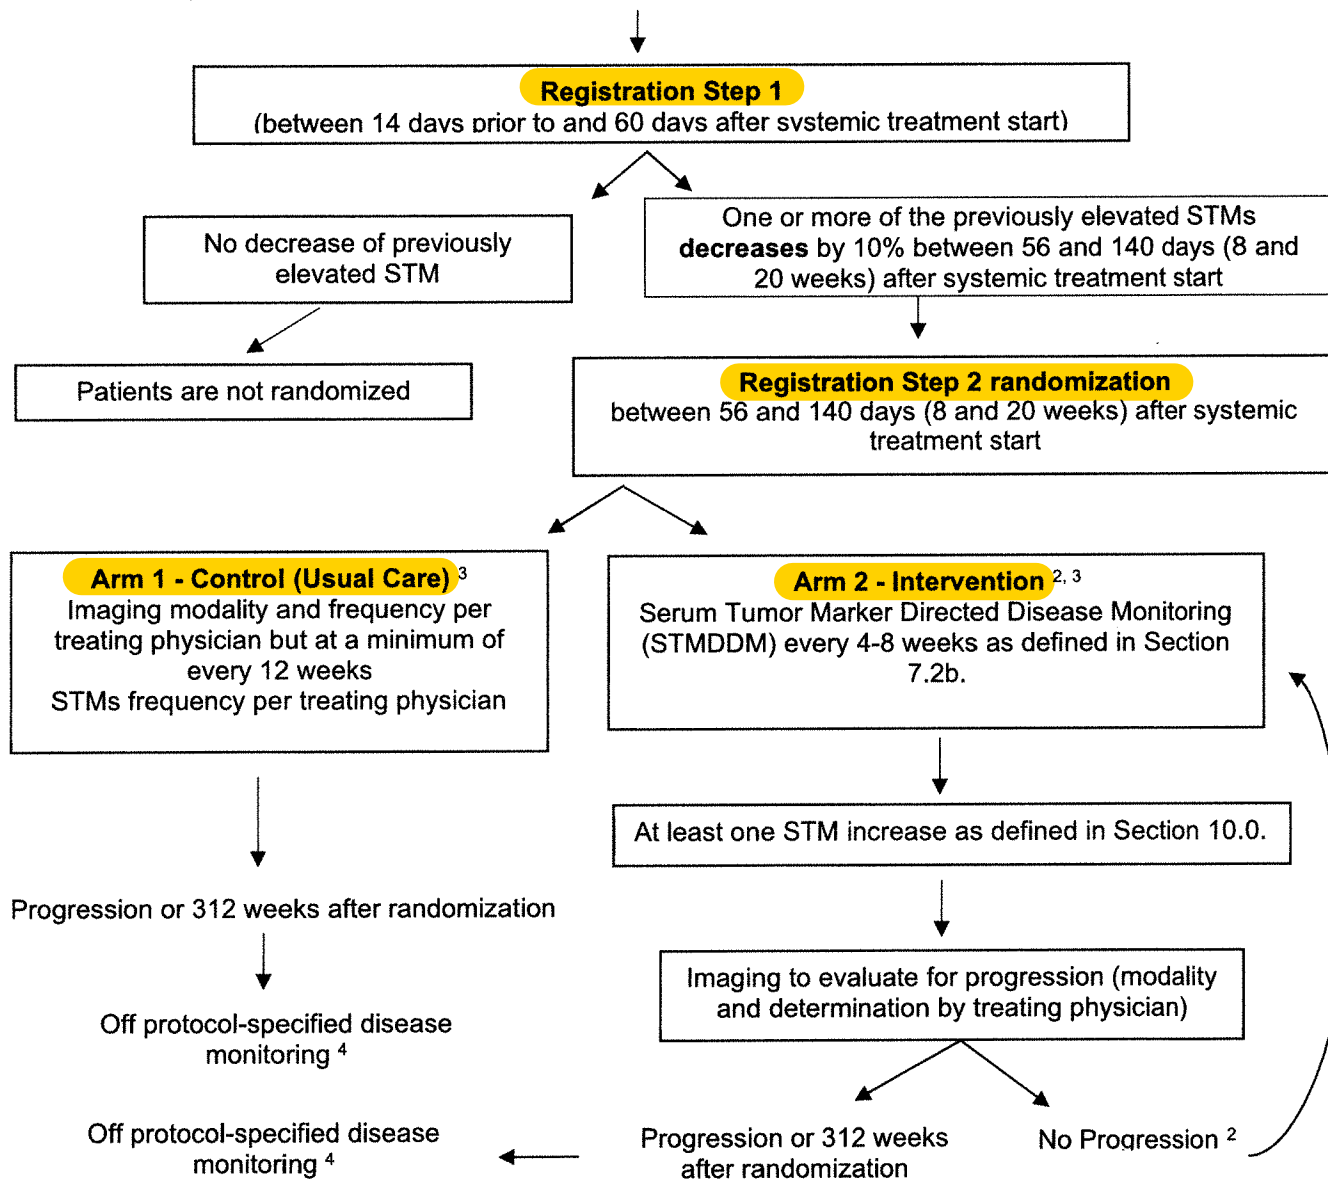 Registration Step 1
(between 14 days prior to and 60 days after systemic treatment start)
No decrease of previously
elevated STM
One or more of the previously elevated STMs
decreases by 10% between 56 and 140 days (8 and
20 weeks) after systemic treatment start
Patients are not randomized
Registration Step 2 randomization
between 56 and 140 days (8 and 20 weeks) after systemic
treatment start
Arm 1 - Control (Usual Care) 3
Imaging modality and frequency per
treating physician but at a minimum of
every 12 weeks
STMs frequency per treating physician
Arm 2 - Intervention 2, 3
Serum Tumor Marker Directed Disease Monitoring
(STMDDM) every 4-8 weeks as defined in Section
7.2b.
At least one STM increase as defined in Section 10.0.
Progression or 312 weeks after randomization
Imaging to evaluate for progression (modality
and determination by treating physician)
Off protocol-specified disease
monitoring 4
Off protocol-specified disease
monitoring 4
Progression or 312 weeks
after randomization
No Progression 2